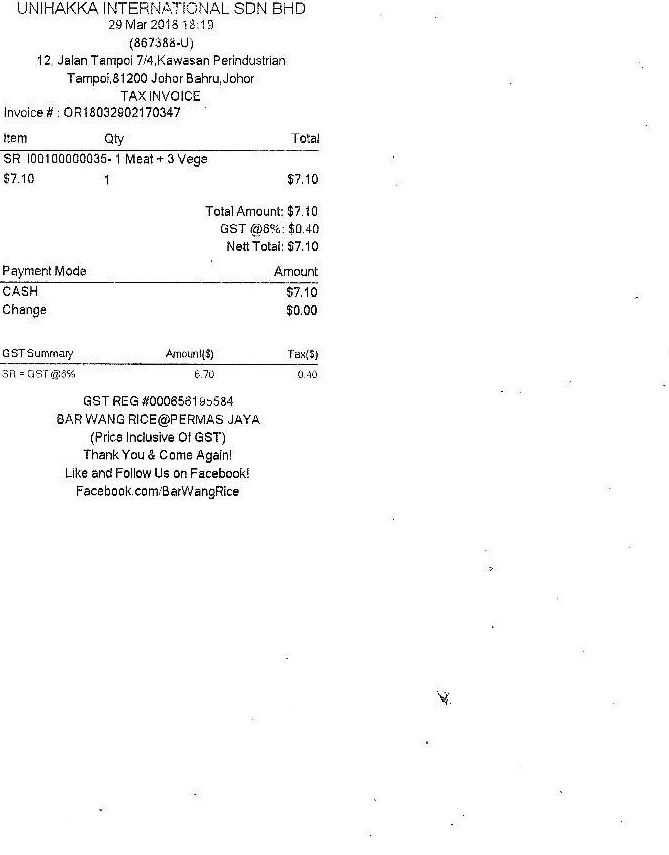 UNIHAKKA INTERNATIONAL SDN BHD
29 Mar 2018 18:19
(867388-U)
12, Jalan Tampoi 7/4,Kawasan Perindustrian
Tampoi,81200 Johor Bahru,Johor
TAX INVOICE
Invoice # : OR18032902170347
Item Qty Total
SR I00100000035- 1 Meat + 3 Vege
$7.10 1 $7.10
Total Amount: $7.10
GST @6%: $0.40
Nett Total: $7.10
Payment Mode Amount
CASH $7.10
Change $0.00
GST Summary Amount($) Tax($)
SR = GST @6% 6.70 0.40
GST REG #000656195584
BAR WANG RICE@PERMAS JAYA
(Price Inclusive Of GST)
Thank You & Come Again!
Like and Follow Us on Facebook!
Facebook.com/BarWangRice